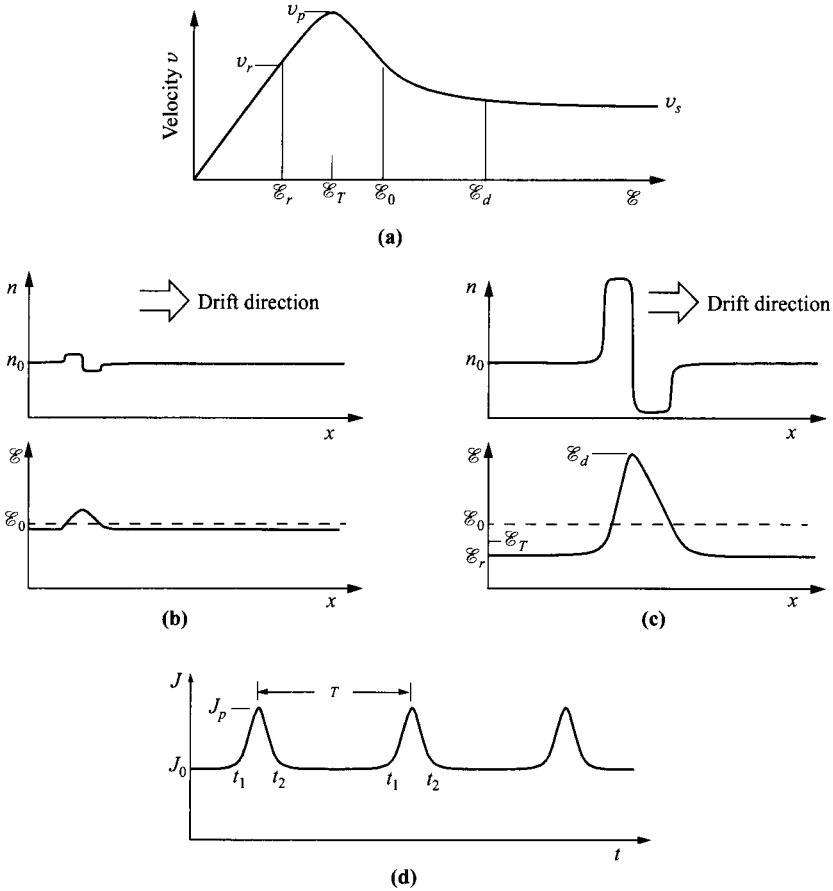 v_p
v_r
Velocity v
v_s
ℰ_r ℰ_T ℰ_0 ℰ_d ℰ
(a)
n
Drift direction
n_0
x
ℰ
ℰ_0
x
(b)
n
Drift direction
n_0
x
ℰ
ℰ_d
ℰ_0
ℰ_T
ℰ_r
x
(c)
J
T
J_p
J_0
t_1 t_2 t_1 t_2
t
(d)